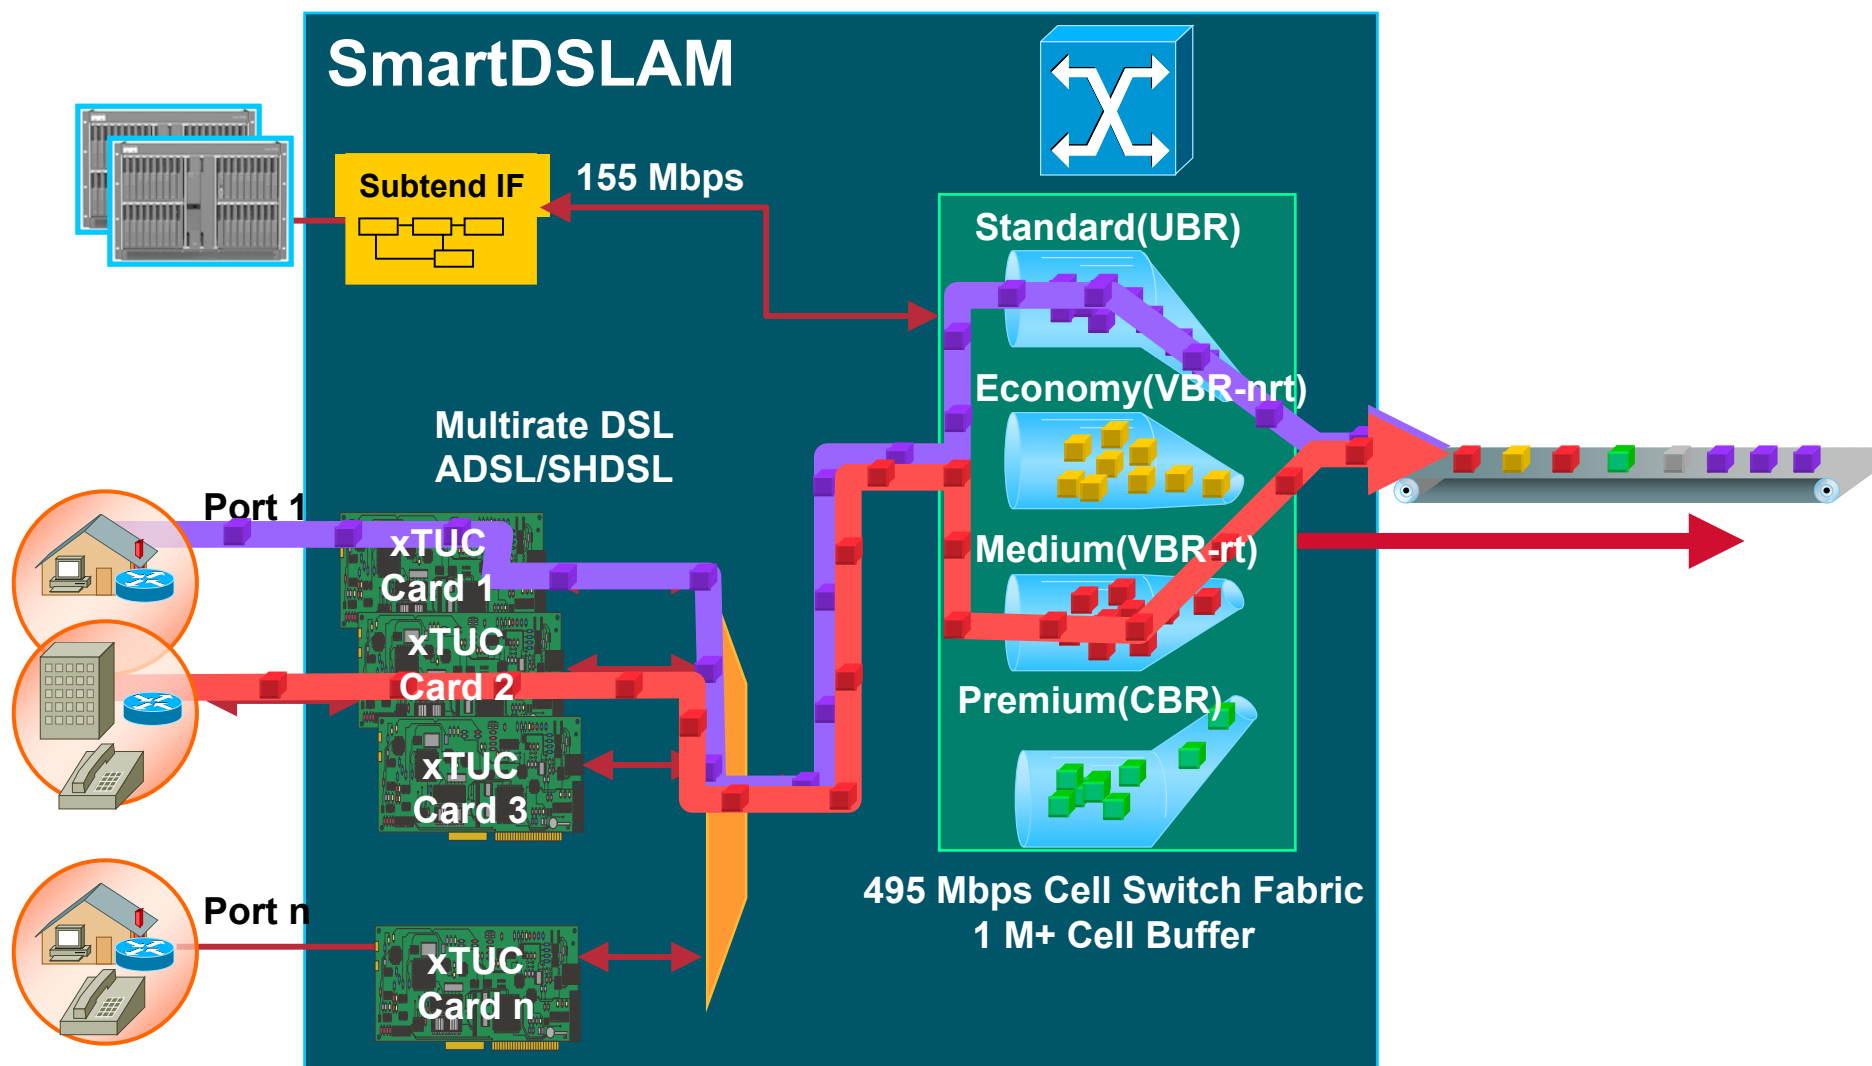 SmartDSLAM
Subtend IF
155 Mbps
Standard(UBR)
Economy(VBR-nrt)
Multirate DSL
ADSL/SHDSL
Port 1
xTUC
Card 1
Medium(VBR-rt)
xTUC
Card 2
Premium(CBR)
xTUC
Card 3
495 Mbps Cell Switch Fabric
1 M+ Cell Buffer
Port n
xTUC
Card n